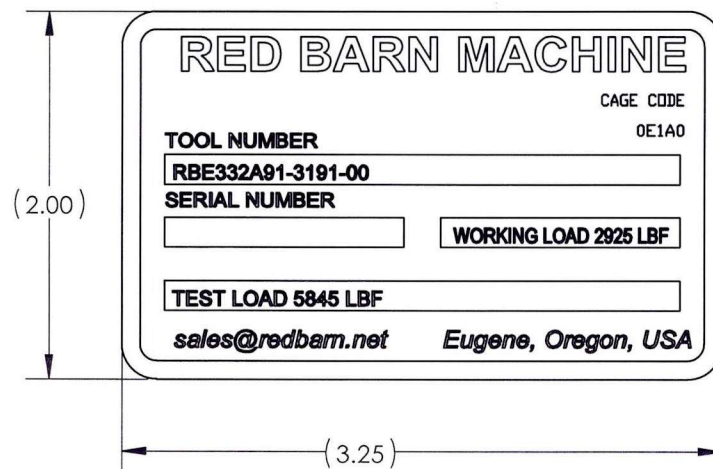 RED BARN MACHINE
CAGE CODE
0E1A0
TOOL NUMBER
RBE332A91-3191-00
SERIAL NUMBER
WORKING LOAD 2925 LBF
TEST LOAD 5845 LBF
sales@redbarn.net Eugene, Oregon, USA
(2.00)
(3.25)